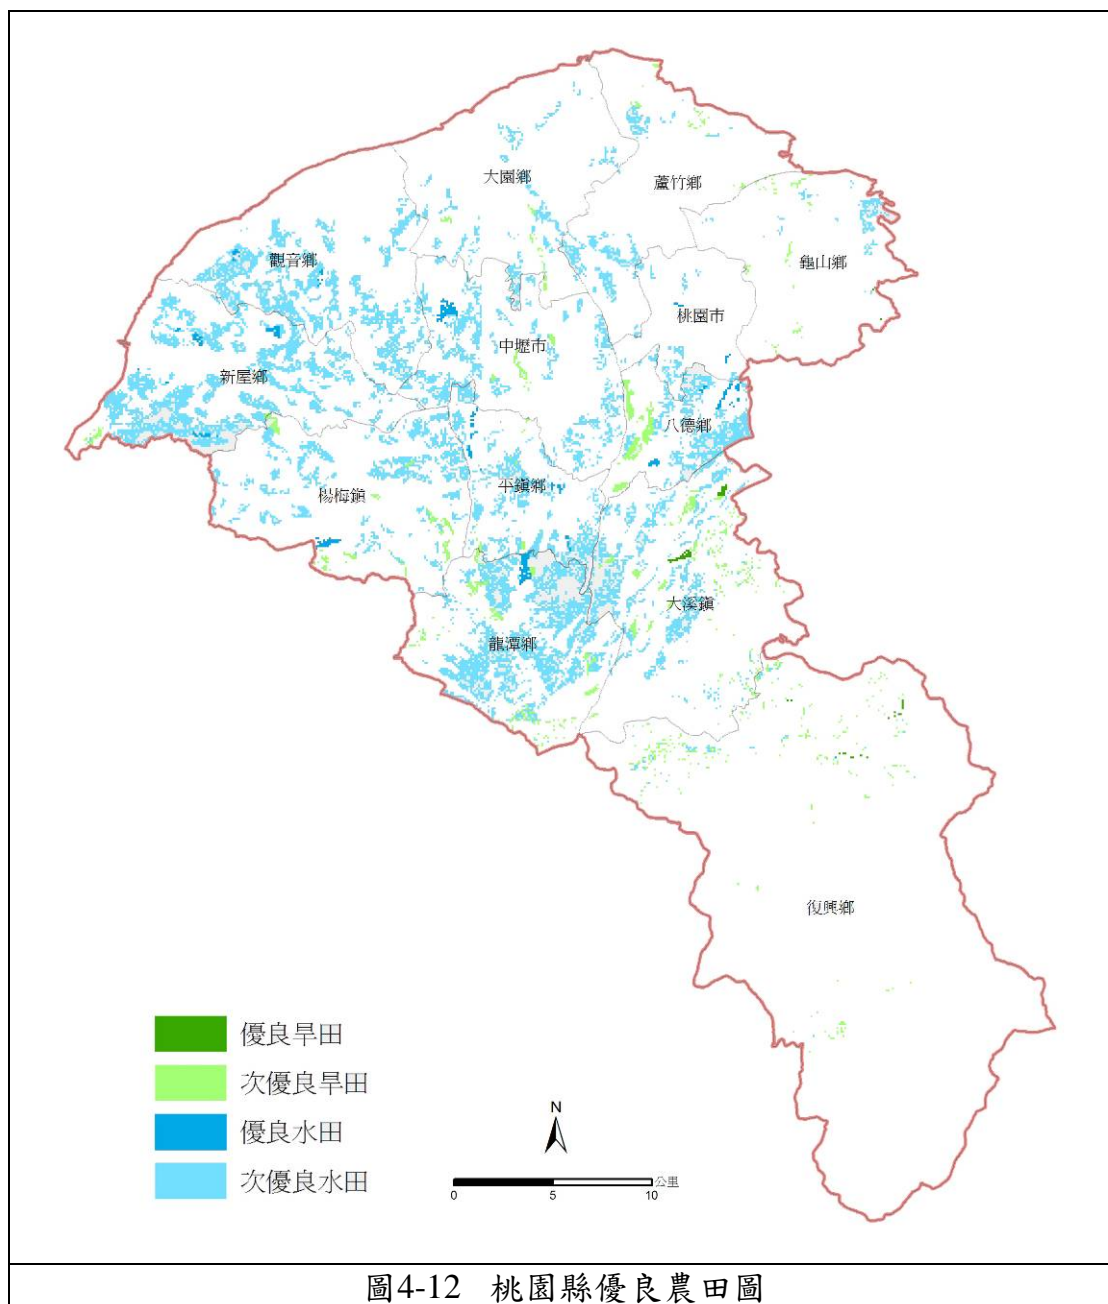 大園鄉
蘆竹鄉
觀音鄉
龜山鄉
桃園市
中壢市
新屋鄉
八德鄉
平鎮鄉
楊梅鎮
大溪鎮
龍潭鄉
復興鄉
優良旱田
次優良旱田
優良水田
次優良水田
N
公里
0 5 10
圖4-12 桃園縣優良農田圖